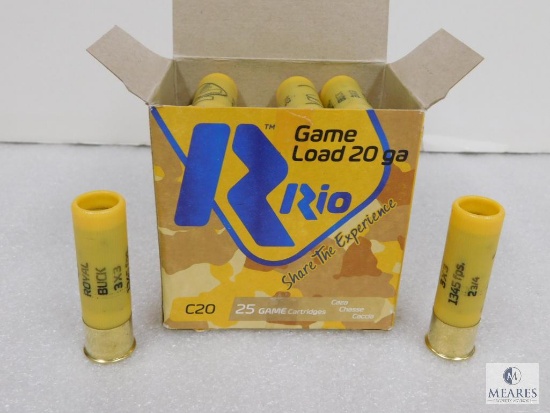 Game
Load 20 ga
™
Rio
Share The Experience
C20
25 GAME Cartridges
Caza
Chasse
Caccia
ROYAL
BUCK
3X3
3X3
1345 fps.
2 3/4
MEARES